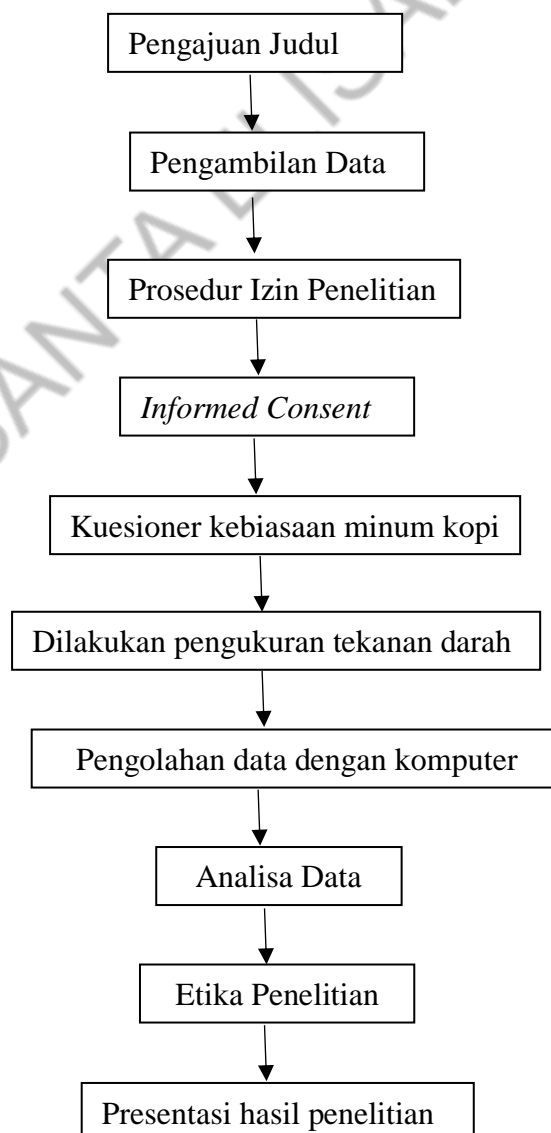 Pengajuan Judul
Pengambilan Data
Prosedur Izin Penelitian
Informed Consent
Kuesioner kebiasaan minum kopi
Dilakukan pengukuran tekanan darah
Pengolahan data dengan komputer
Analisa Data
Etika Penelitian
Presentasi hasil penelitian
SANTA